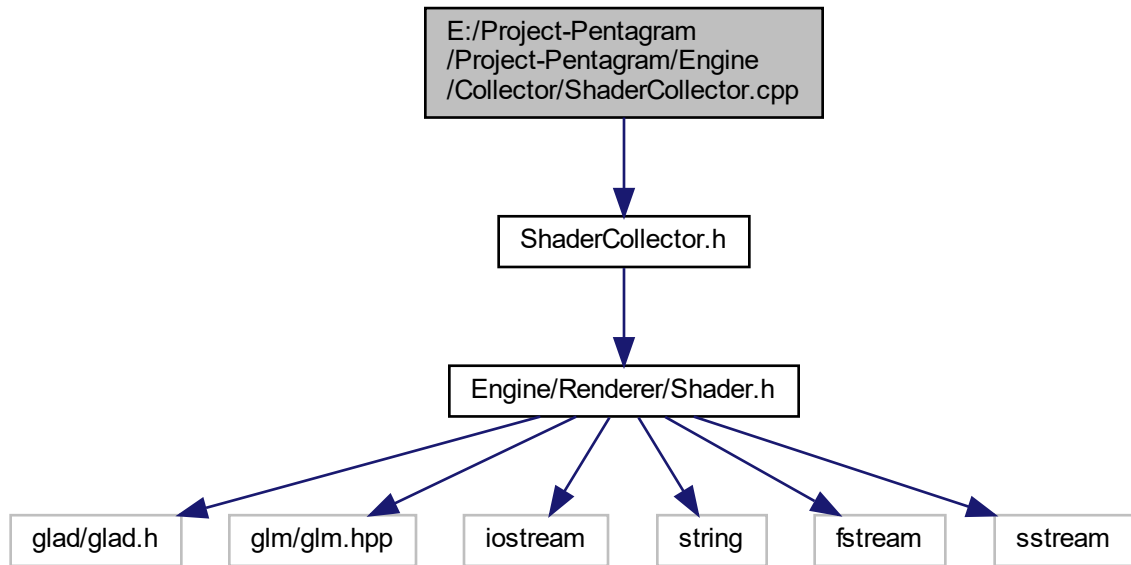 E:/Project-Pentagram
/Project-Pentagram/Engine
/Collector/ShaderCollector.cpp
ShaderCollector.h
Engine/Renderer/Shader.h
glad/glad.h
glm/glm.hpp
iostream
string
fstream
sstream